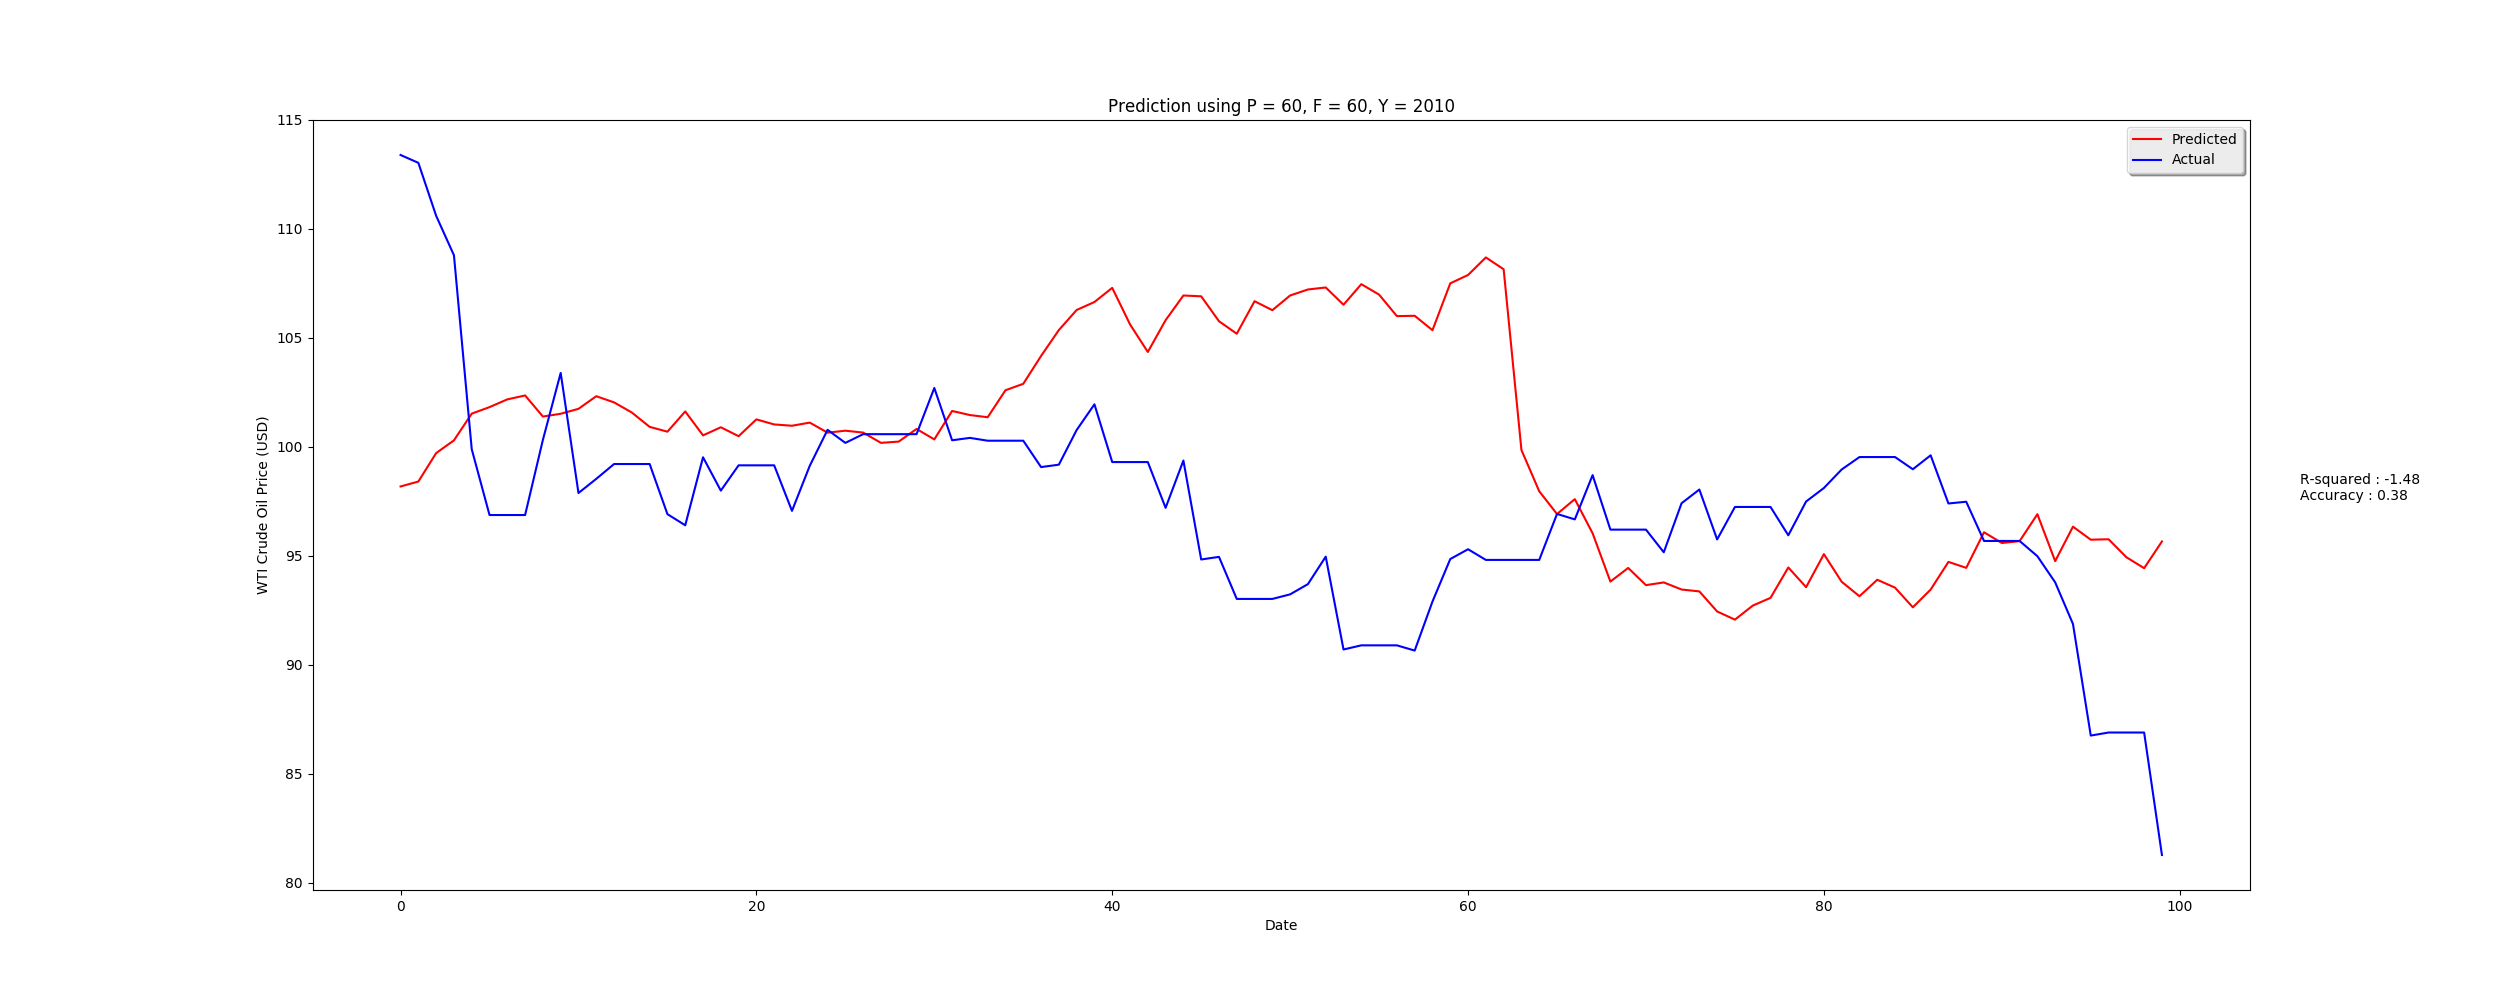 Prediction using P = 60, F = 60, Y = 2010
115
110
105
100
95
90
85
80
WTI Crude Oil Price (USD)
0
20
40
60
80
100
Date
Predicted
Actual
R-squared : -1.48
Accuracy : 0.38